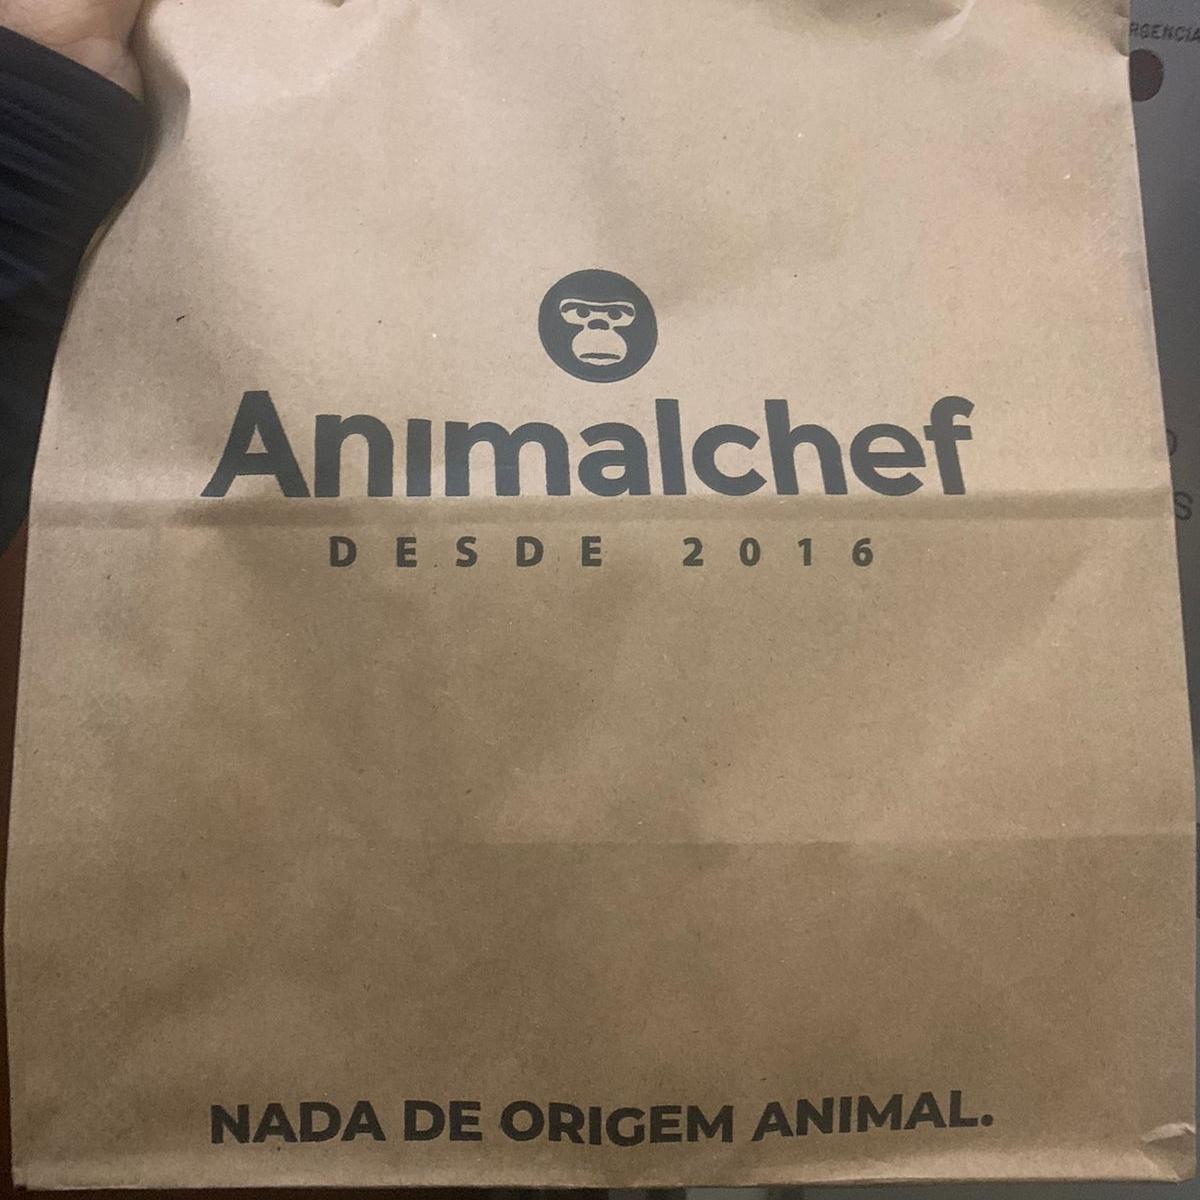 Animalchef
DESDE 2016
NADA DE ORIGEM ANIMAL.